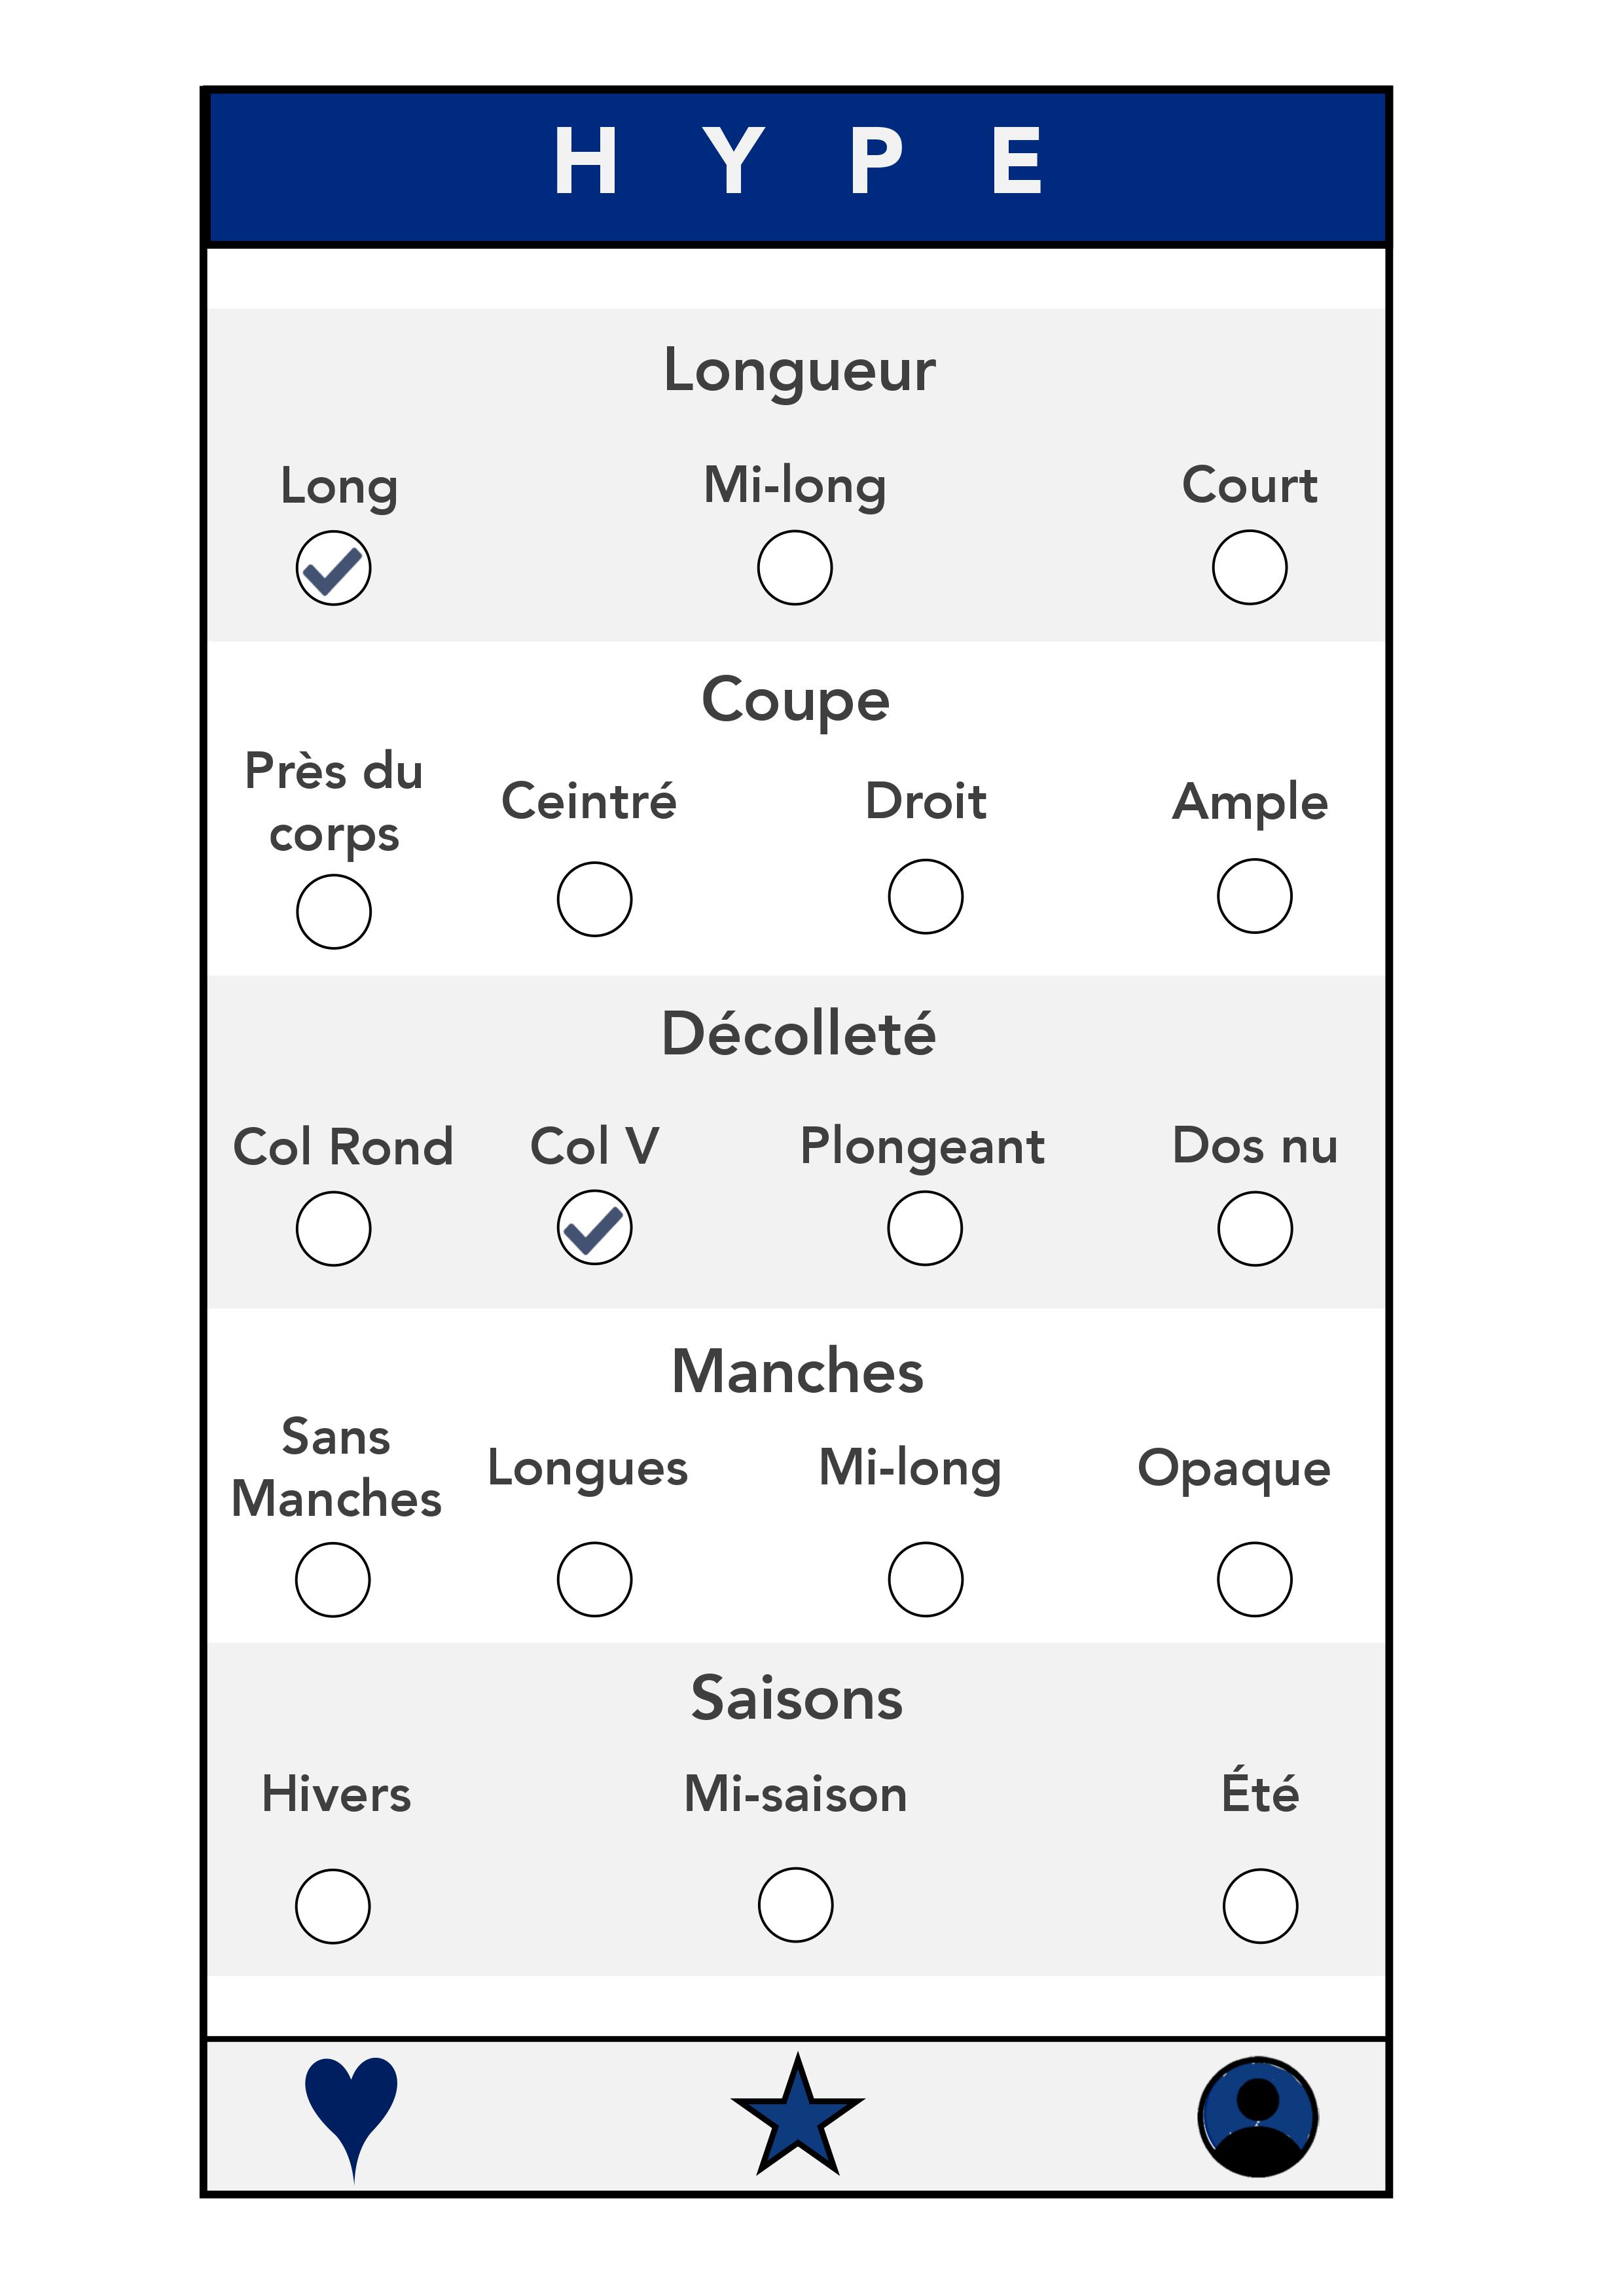 H Y P E
Longueur
Long Mi-long Court
Coupe
Près du
corps
Ceintré Droit Ample
Décolleté
Col Rond Col V Plongeant Dos nu
Manches
Sans
Manches
Longues Mi-long Opaque
Saisons
Hivers Mi-saison Été